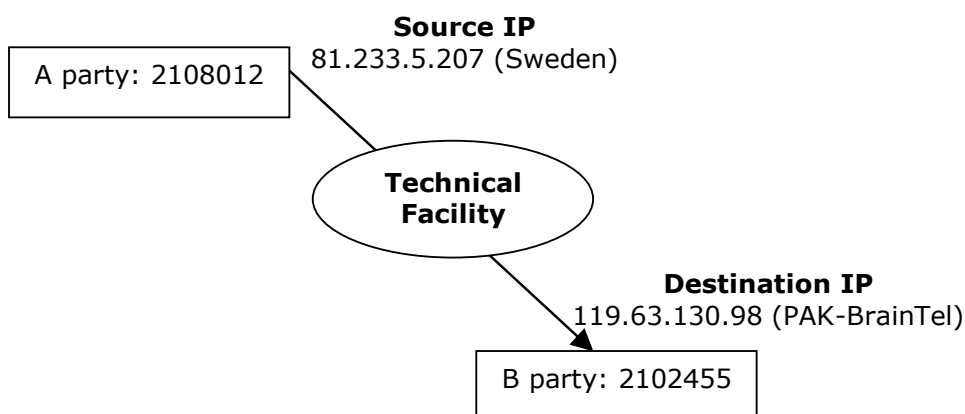 Source IP
81.233.5.207 (Sweden)
A party: 2108012
Technical
Facility
Destination IP
119.63.130.98 (PAK-BrainTel)
B party: 2102455